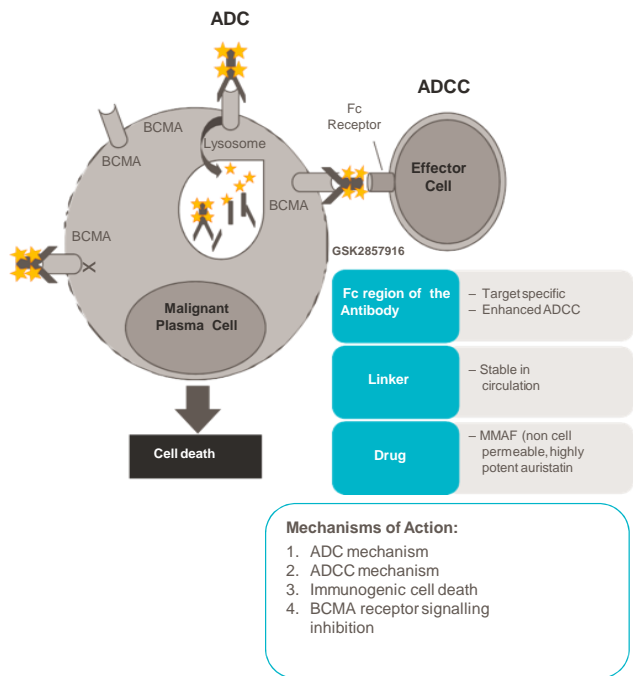 ADC
ADCC
Fc
Receptor
BCMA
Lysosome
BCMA
Effector
Cell
BCMA
BCMA
GSK2857916
Malignant
Plasma Cell
Cell death
Fc region of the
Antibody
– Target specific
– Enhanced ADCC
Linker
– Stable in
circulation
Drug
– MMAF (non cell
permeable, highly
potent auristatin
Mechanisms of Action:
1. ADC mechanism
2. ADCC mechanism
3. Immunogenic cell death
4. BCMA receptor signalling
inhibition
X